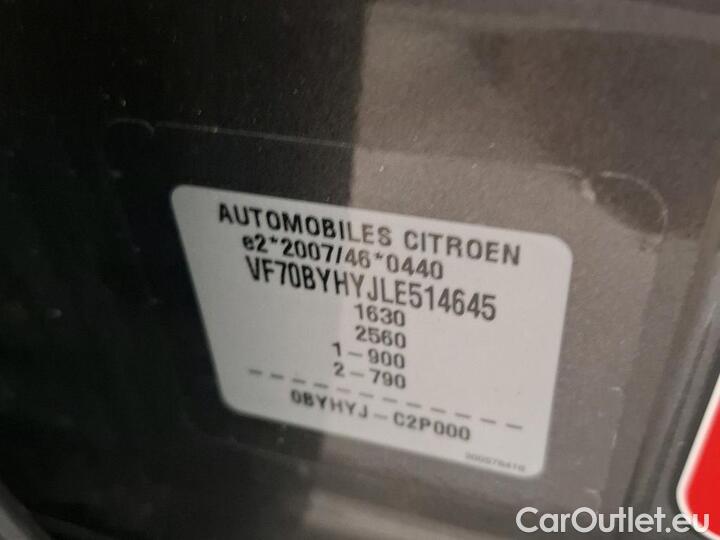 AUTOMOBILES CITROEN
e2*2007/46*0440
VF70BYHYJLE514645
1630
2560
1-900
2-790
0BYHYJ-C2P000
CarOutlet.eu